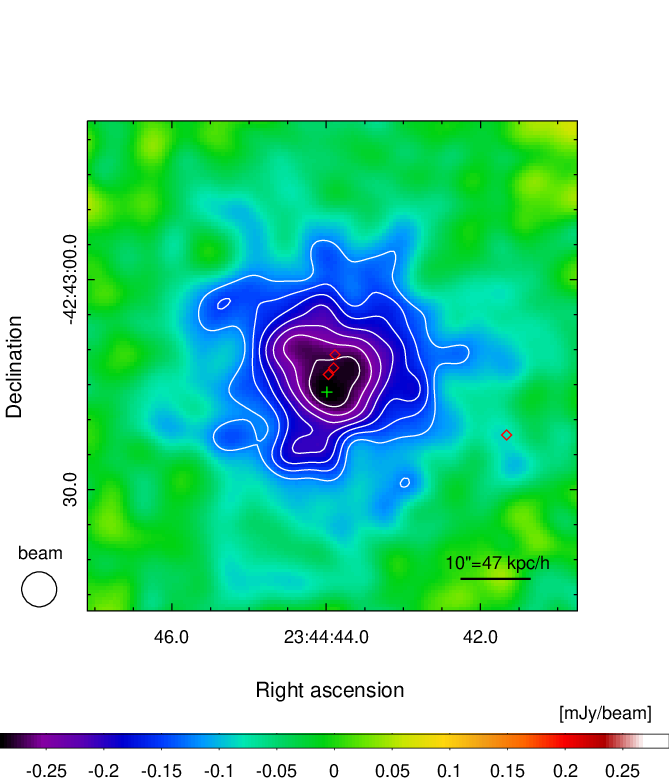 Declination
-42:43:00.0
30.0
beam
10"=47 kpc/h
46.0 23:44:44.0 42.0
Right ascension
[mJy/beam]
-0.25 -0.2 -0.15 -0.1 -0.05 0 0.05 0.1 0.15 0.2 0.25